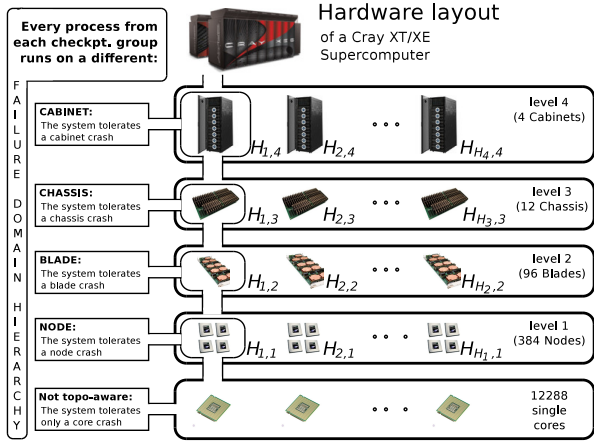 Every process from
each checkpt. group
runs on a different:
Hardware layout
of a Cray XT/XE
Supercomputer
CRAY
FAILURE DOMAIN HIERARCHY
CABINET:
The system tolerates
a cabinet crash
H1,4
H2,4
HH4,4
level 4
(4 Cabinets)
CHASSIS:
The system tolerates
a chassis crash
H1,3
H2,3
HH3,3
level 3
(12 Chassis)
BLADE:
The system tolerates
a blade crash
H1,2
H2,2
HH2,2
level 2
(96 Blades)
NODE:
The system tolerates
a node crash
H1,1
H2,1
HH1,1
level 1
(384 Nodes)
Not topo-aware:
The system tolerates
only a core crash
12288
single
cores